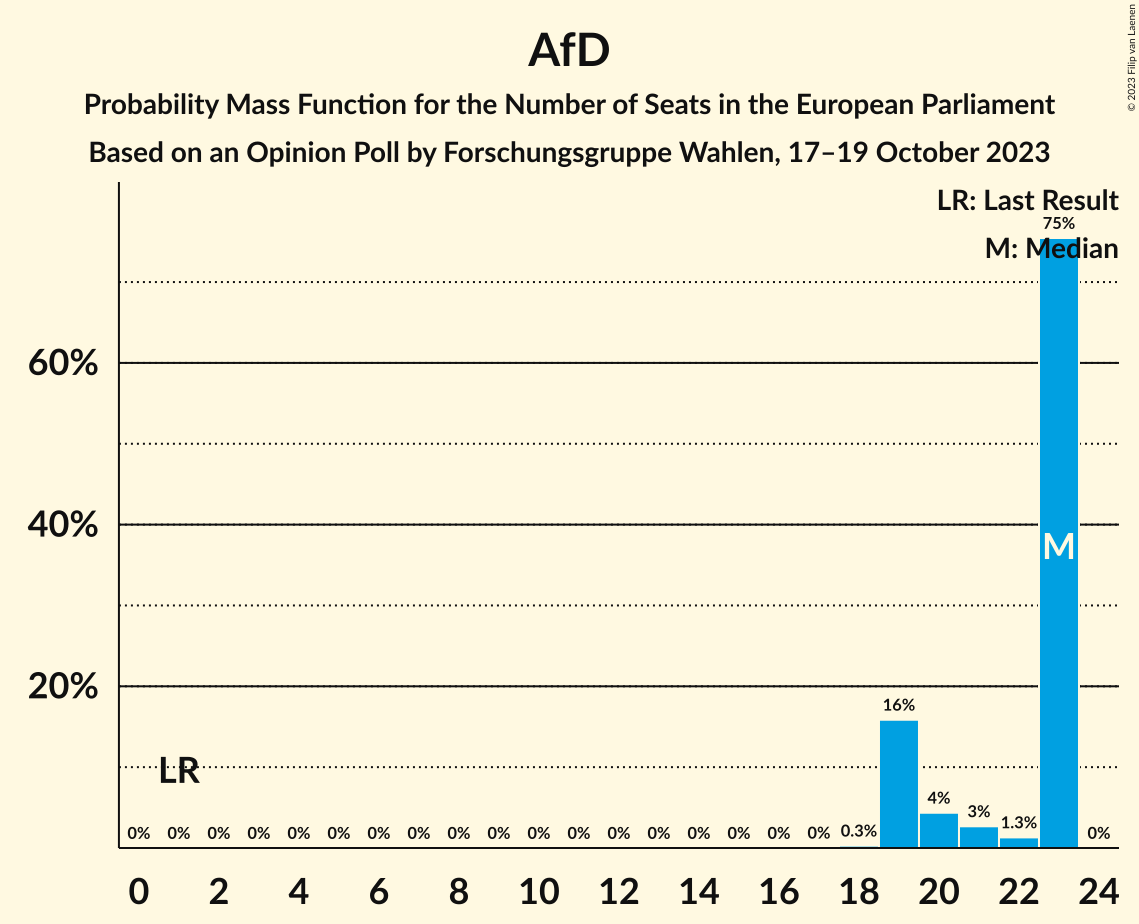 AfD
Probability Mass Function for the Number of Seats in the European Parliament
Based on an Opinion Poll by Forschungsgruppe Wahlen, 17–19 October 2023
© 2023 Filip van Laenen
LR: Last Result
75%
M: Median
60%
40%
M
20%
16%
LR
4%
3%
0% 0% 0% 0% 0% 0% 0% 0% 0% 0% 0% 0% 0% 0% 0% 0% 0% 0% 0.3% 1.3% 0%
0 2 4 6 8 10 12 14 16 18 20 22 24